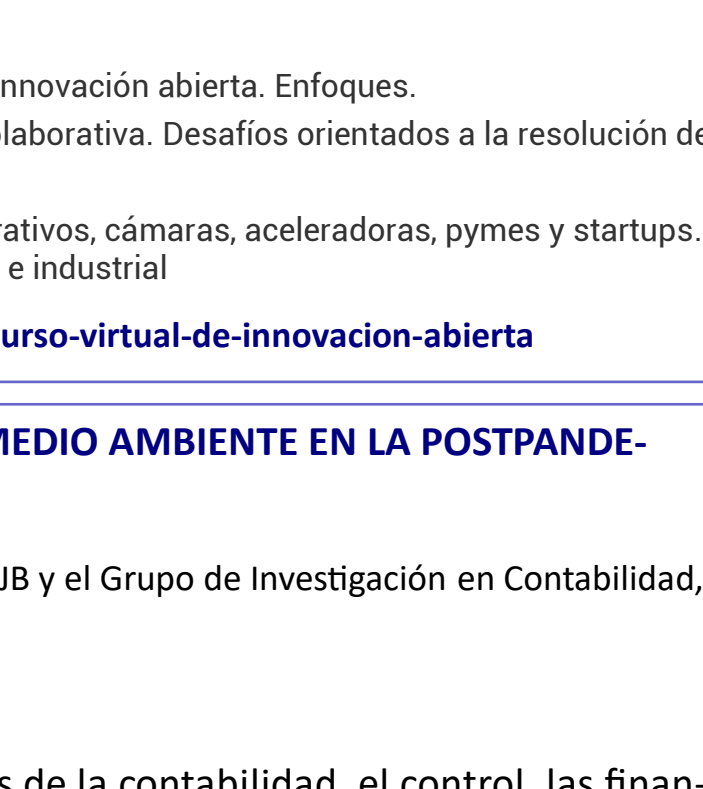 nnovación abierta. Enfoques.
laborativa. Desafíos orientados a la resolución de
rativos, cámaras, aceleradoras, pymes y startups.
e industrial
urso-virtual-de-innovacion-abierta
MEDIO AMBIENTE EN LA POSTPANDE-
JB y el Grupo de Investigación en Contabilidad,
s de la contabilidad, el control, las finan-